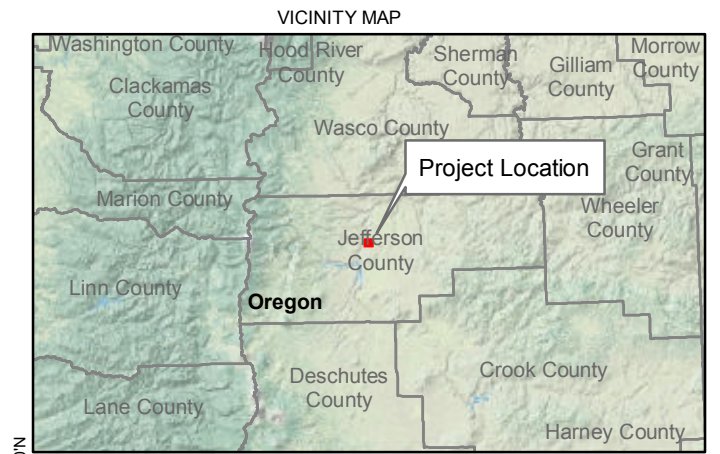 VICINITY MAP
Washington County
Hood River
County
Sherman
County
Gilliam
County
Morrow
County
Clackamas
County
Wasco County
Grant
County
Project Location
Marion County
Wheeler
County
Jefferson
County
Linn County
Oregon
Deschutes
County
Crook County
Lane County
Harney County